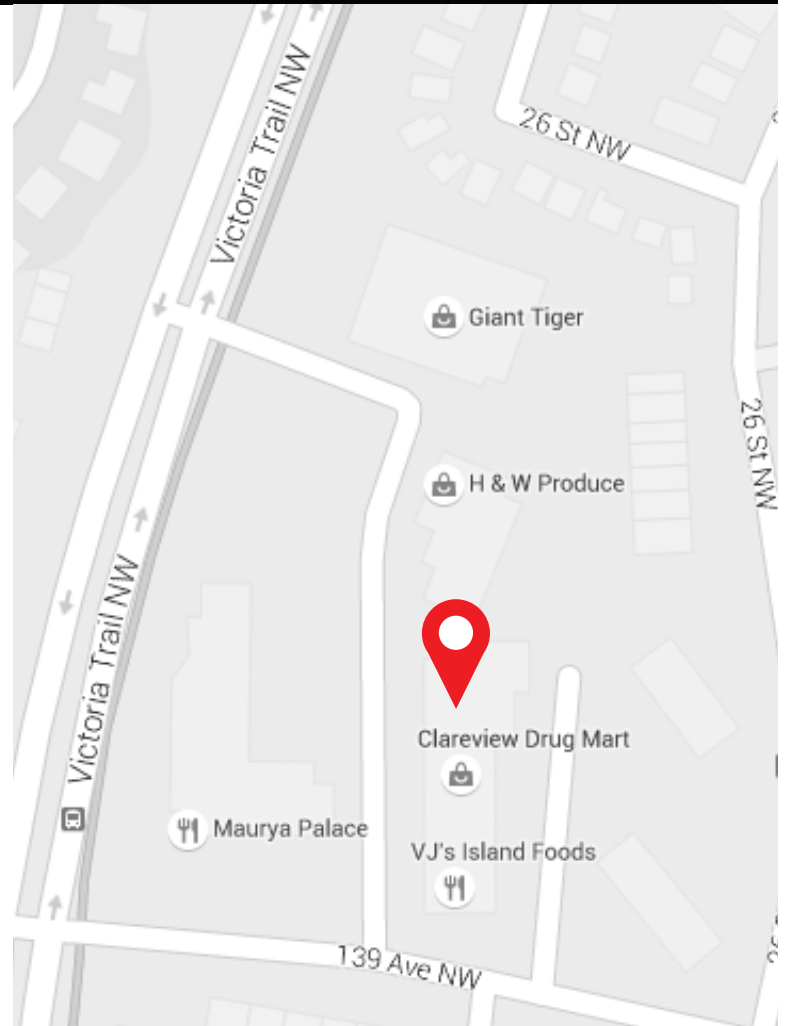 Victoria Trail NW
26 St NW
Giant Tiger
26 St NW
H & W Produce
Victoria Trail NW
Clareview Drug Mart
Maurya Palace
VJ's Island Foods
139 Ave NW